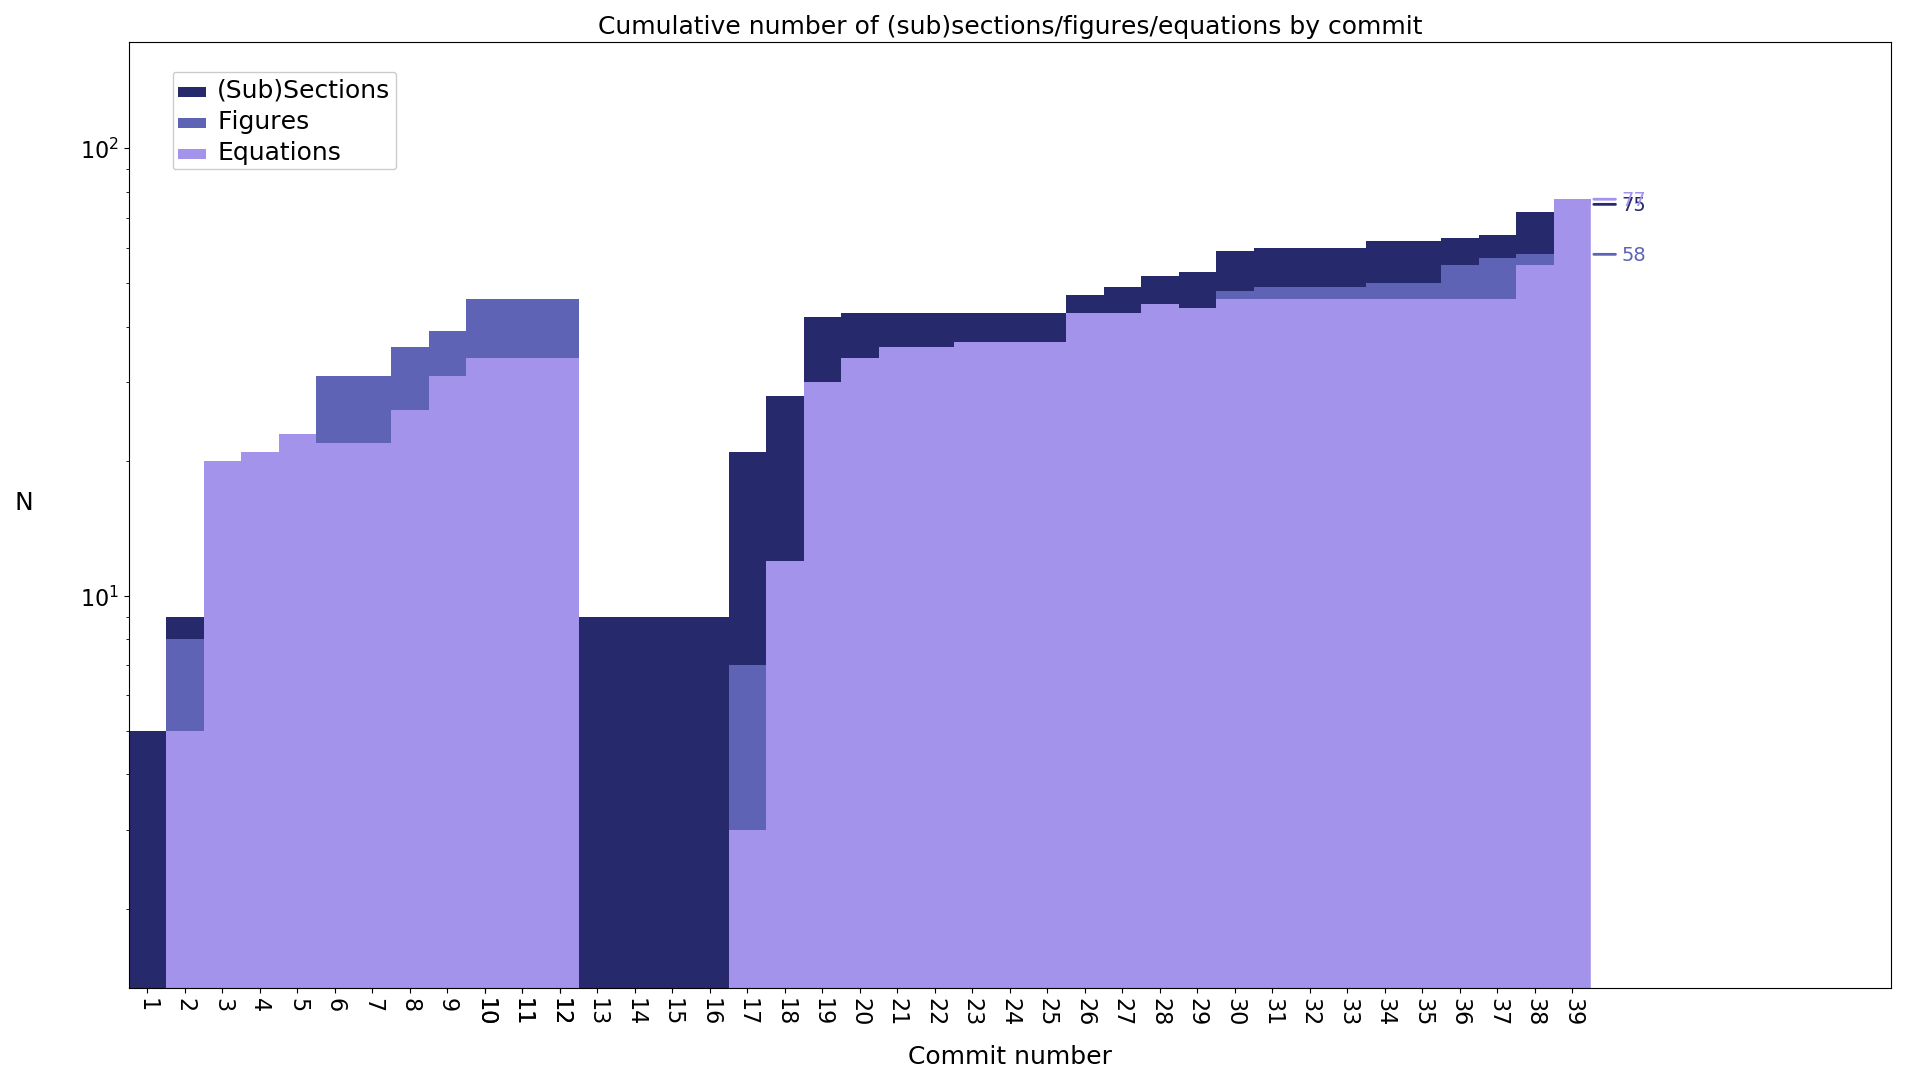 Cumulative number of (sub)sections/figures/equations by commit
(Sub)Sections
Figures
Equations
10²
10¹
N
77
75
58
1 2 3 4 5 6 7 8 9 10 11 12 13 14 15 16 17 18 19 20 21 22 23 24 25 26 27 28 29 30 31 32 33 34 35 36 37 38 39
Commit number